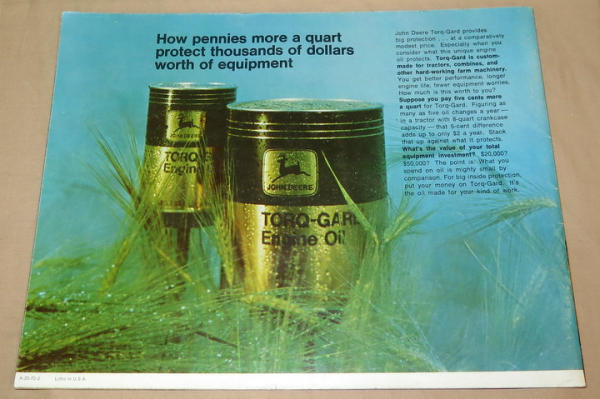 How pennies more a quart
protect thousands of dollars
worth of equipment
John Deere Torq-Gard provides
big protection . . . at a comparatively
modest price. Especially when you
consider what this unique engine
oil protects. Torq-Gard is custom-
made for tractors, combines, and
other hard-working farm machinery.
You get better performance, longer
engine life, fewer equipment worries.
How much is this worth to you?
Suppose you pay five cents more
a quart for Torq-Gard. Figuring as
many as five oil changes a year —
in a tractor with 8-quart crankcase
capacity — that 5-cent difference
adds up to only $2 a year. Stack
that up against what it protects.
What's the value of your total
equipment investment? $20,000?
$50,000? The point is: What you
spend on oil is mighty small by
comparison. For big inside protection,
put your money on Torq-Gard. It's
the oil made for your kind of work.
JOHN DEERE
TORQ-G
Engine
JOHN DEERE
TORQ-GAR
Engine Oil
Litho in U.S.A.